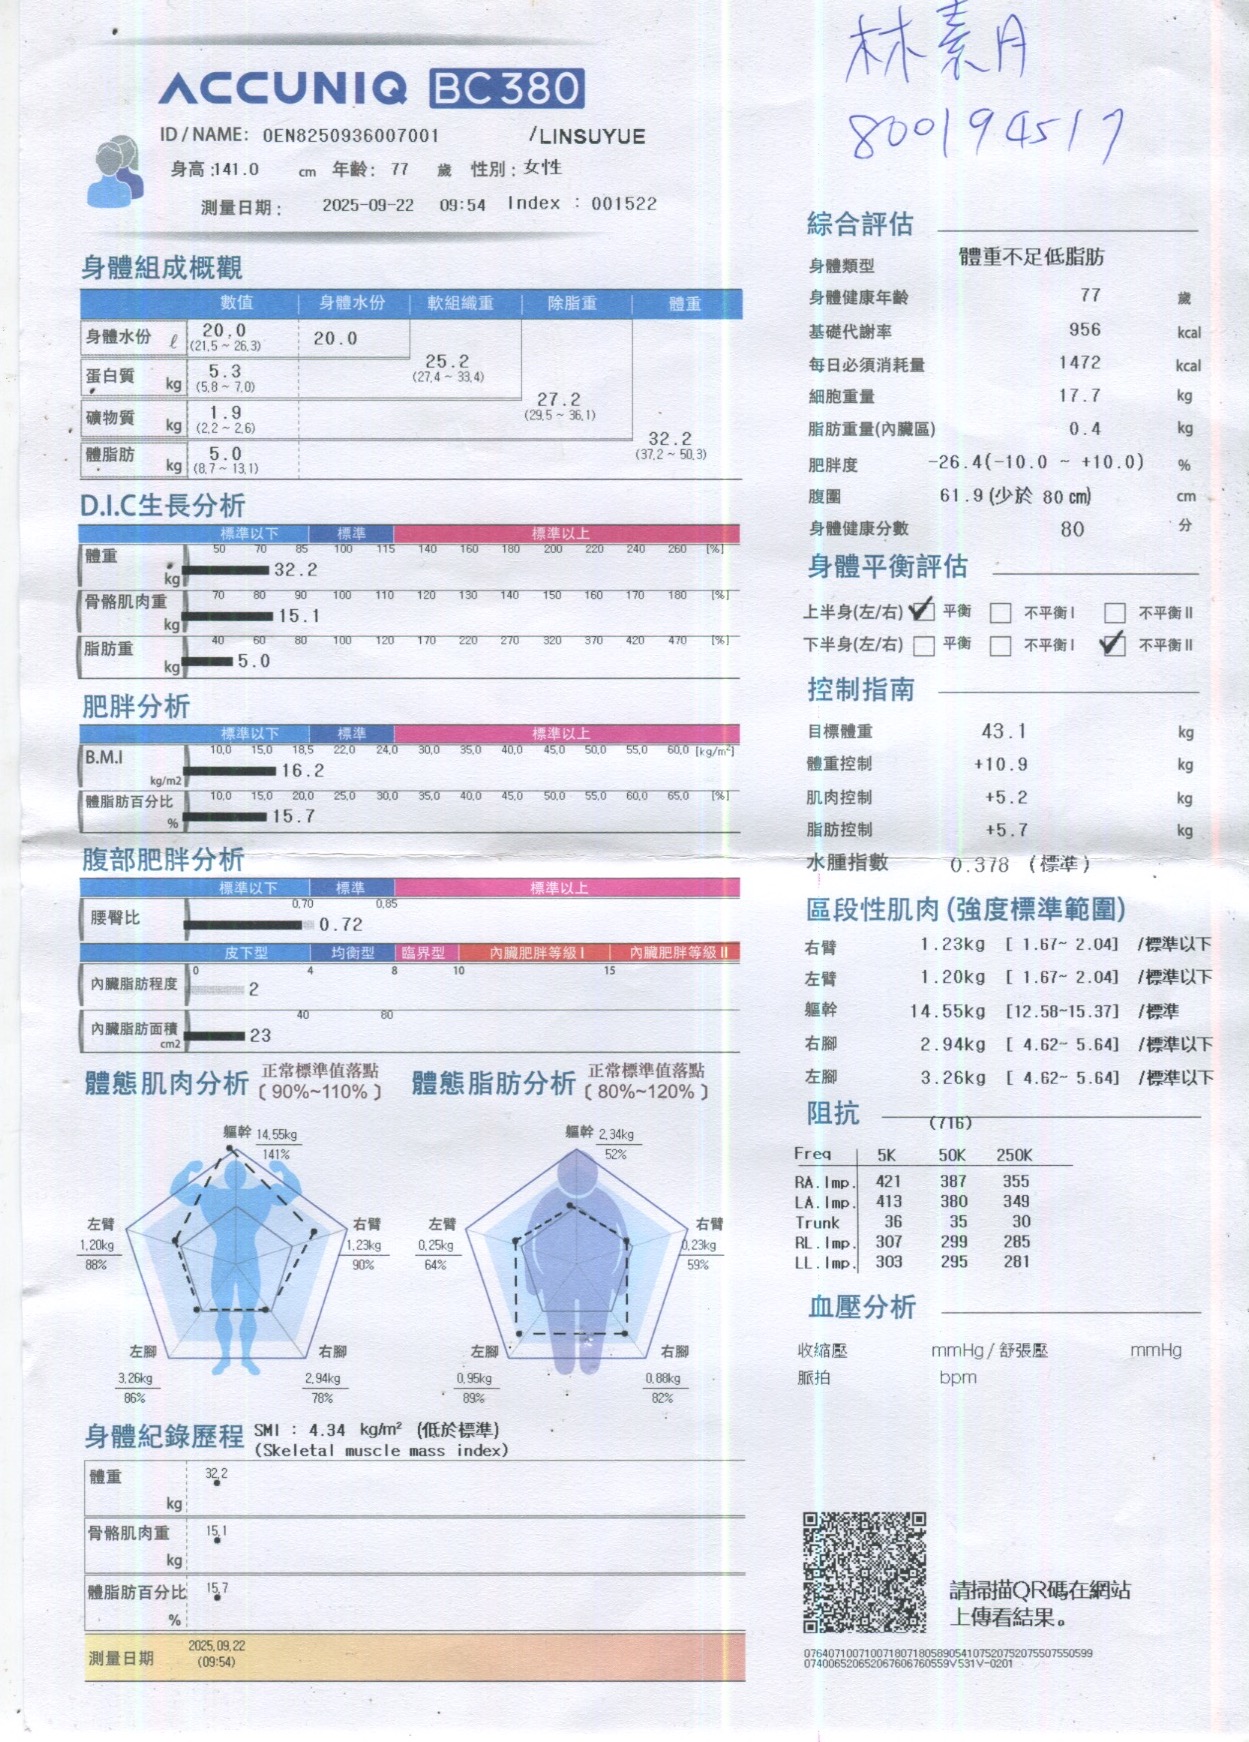 林素月
800194517
ACCUNIQ BC380
ID / NAME: 0EN8250936007001 /LINSUYUE
身高 :141.0 cm 年齡: 77 歲 性別: 女性
測量日期: 2025-09-22 09:54 Index : 001522
身體組成概觀
數值 身體水份 軟組織重 除脂重 體重
身體水份 ℓ 20.0 (21.5 ~ 26.3) 20.0
25.2 (27.4 ~ 33.4)
蛋白質 kg 5.3 (5.8 ~ 7.0)
27.2 (29.5 ~ 36.1)
礦物質 kg 1.9 (2.2 ~ 2.6)
32.2 (37.2 ~ 50.3)
體脂肪 kg 5.0 (8.7 ~ 13.1)
D.I.C生長分析
標準以下 標準 標準以上
體重 kg 50 70 85 100 115 140 160 180 200 220 240 260 [%]
32.2
骨骼肌肉重 kg 70 80 90 100 110 120 130 140 150 160 170 180 [%]
15.1
脂肪重 kg 40 60 80 100 120 170 220 270 320 370 420 470 [%]
5.0
肥胖分析
標準以下 標準 標準以上
B.M.I kg/m2 10.0 15.0 18.5 22.0 24.0 30.0 35.0 40.0 45.0 50.0 55.0 60.0 [kg/m²]
16.2
體脂肪百分比 % 10.0 15.0 20.0 25.0 30.0 35.0 40.0 45.0 50.0 55.0 60.0 65.0 [%]
15.7
腹部肥胖分析
標準以下 標準 標準以上
腰臀比 0.70 0.85
0.72
皮下型 均衡型 臨界型 內臟肥胖等級 I 內臟肥胖等級 II
內臟脂肪程度 0 4 8 10 15
2
內臟脂肪面積 cm2 40 80
23
體態肌肉分析 正常標準值落點 ( 90%~110% )
軀幹 14.55kg 141%
左臂 1.20kg 88%
右臂 1.23kg 90%
左腳 3.26kg 86%
右腳 2.94kg 78%
體態脂肪分析 正常標準值落點 ( 80%~120% )
軀幹 2.34kg 52%
左臂 0.25kg 64%
右臂 0.23kg 59%
左腳 0.95kg 89%
右腳 0.88kg 82%
身體紀錄歷程 SMI : 4.34 kg/m² (低於標準)
(Skeletal muscle mass index)
體重 kg 32.2
骨骼肌肉重 kg 15.1
體脂肪百分比 % 15.7
測量日期 2025.09.22 (09:54)
綜合評估
身體類型 體重不足低脂肪
身體健康年齡 77 歲
基礎代謝率 956 kcal
每日必須消耗量 1472 kcal
細胞重量 17.7 kg
脂肪重量(內臟區) 0.4 kg
肥胖度 -26.4(-10.0 ~ +10.0) %
腹圍 61.9 (少於 80 cm) cm
身體健康分數 80 分
身體平衡評估
上半身(左/右) ✓ 平衡 □ 不平衡 I □ 不平衡 II
下半身(左/右) □ 平衡 □ 不平衡 I ✓ 不平衡 II
控制指南
目標體重 43.1 kg
體重控制 +10.9 kg
肌肉控制 +5.2 kg
脂肪控制 +5.7 kg
水腫指數 0.378 (標準)
區段性肌肉 (強度標準範圍)
右臂 1.23kg [ 1.67~ 2.04] /標準以下
左臂 1.20kg [ 1.67~ 2.04] /標準以下
軀幹 14.55kg [12.58~15.37] /標準
右腳 2.94kg [ 4.62~ 5.64] /標準以下
左腳 3.26kg [ 4.62~ 5.64] /標準以下
阻抗 (716)
Freq 5K 50K 250K
RA.Imp. 421 387 355
LA.Imp. 413 380 349
Trunk 36 35 30
RL.Imp. 307 299 285
LL.Imp. 303 295 281
血壓分析
收縮壓 mmHg / 舒張壓 mmHg
脈拍 bpm
請掃描QR碼在網站
上傳看結果。